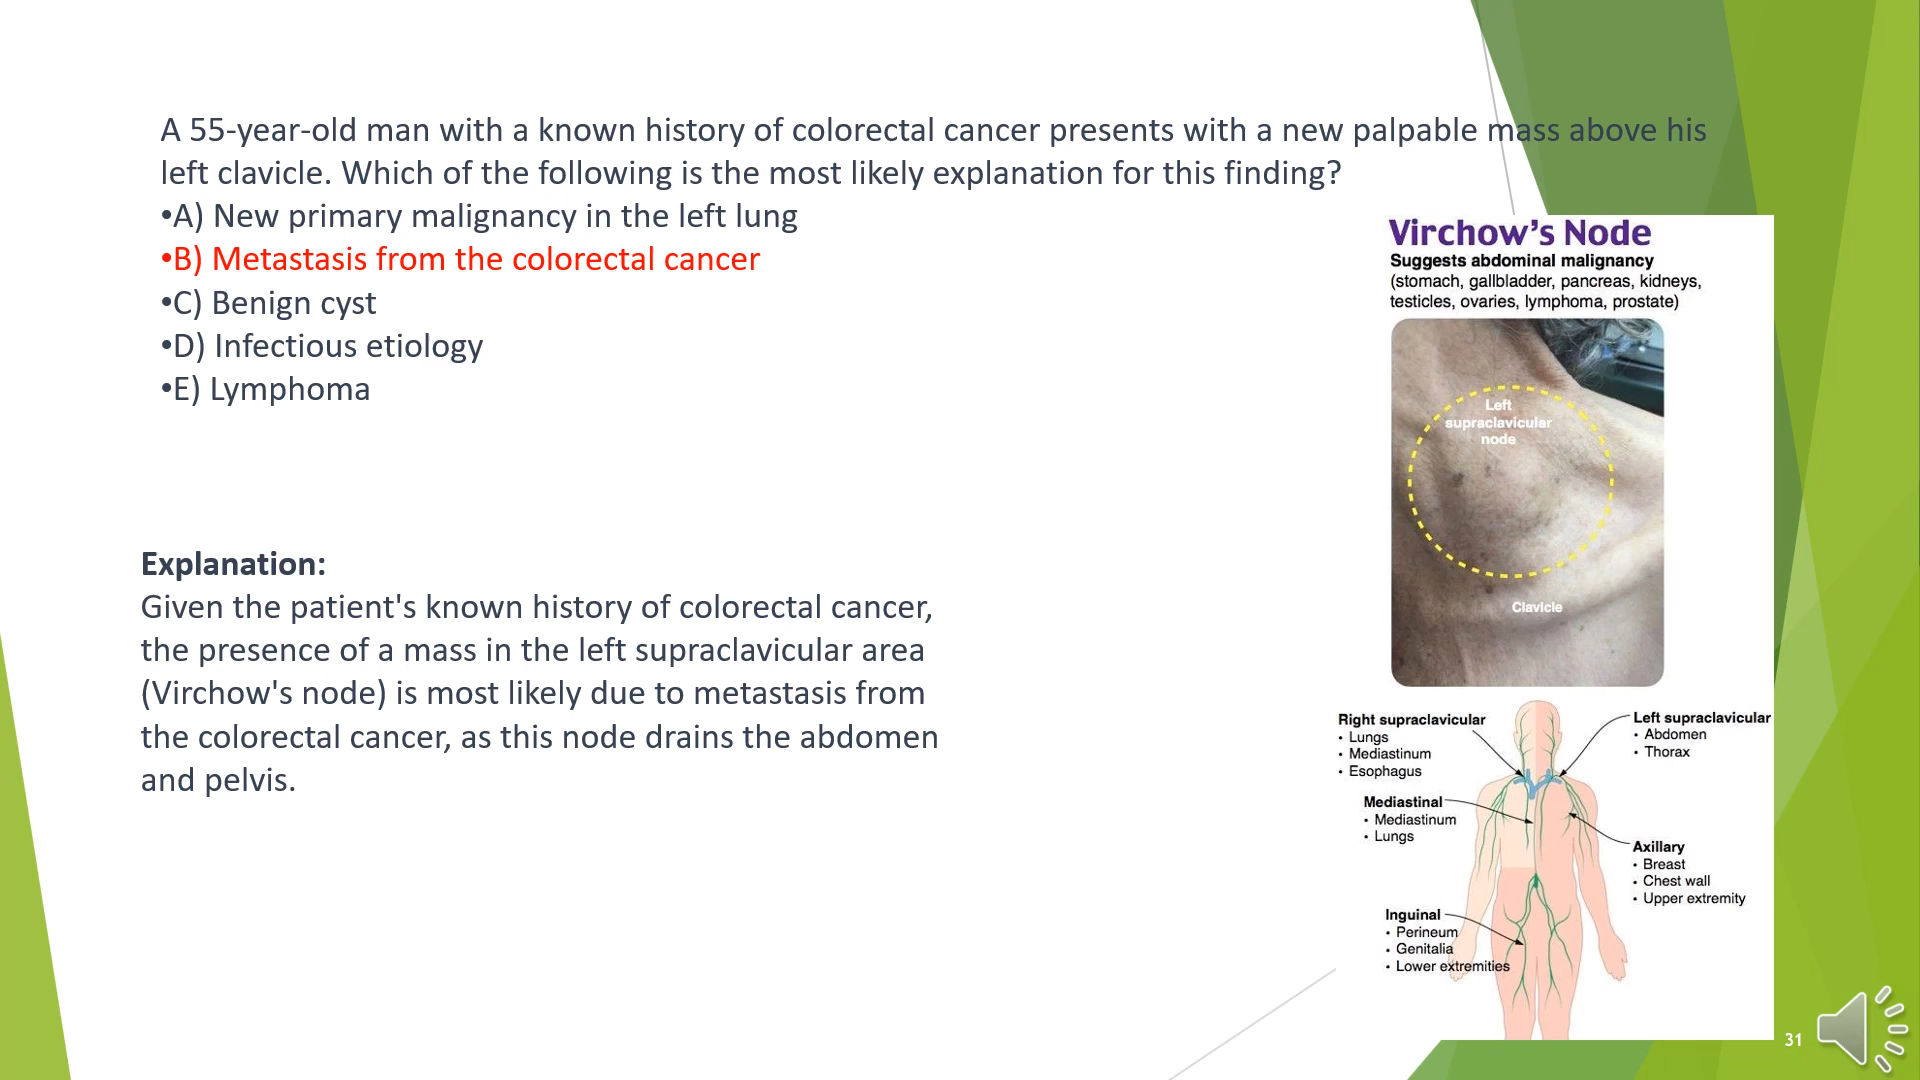 A 55-year-old man with a known history of colorectal cancer presents with a new palpable mass above his
left clavicle. Which of the following is the most likely explanation for this finding?
•A) New primary malignancy in the left lung
•B) Metastasis from the colorectal cancer
•C) Benign cyst
•D) Infectious etiology
•E) Lymphoma
Explanation:
Given the patient's known history of colorectal cancer,
the presence of a mass in the left supraclavicular area
(Virchow's node) is most likely due to metastasis from
the colorectal cancer, as this node drains the abdomen
and pelvis.
Virchow's Node
Suggests abdominal malignancy
(stomach, gallbladder, pancreas, kidneys,
testicles, ovaries, lymphoma, prostate)
Left
supraclavicular
node
Clavicle
Right supraclavicular
• Lungs
• Mediastinum
• Esophagus
Left supraclavicular
• Abdomen
• Thorax
Mediastinal
• Mediastinum
• Lungs
Axillary
• Breast
• Chest wall
• Upper extremity
Inguinal
• Perineum
• Genitalia
• Lower extremities
31